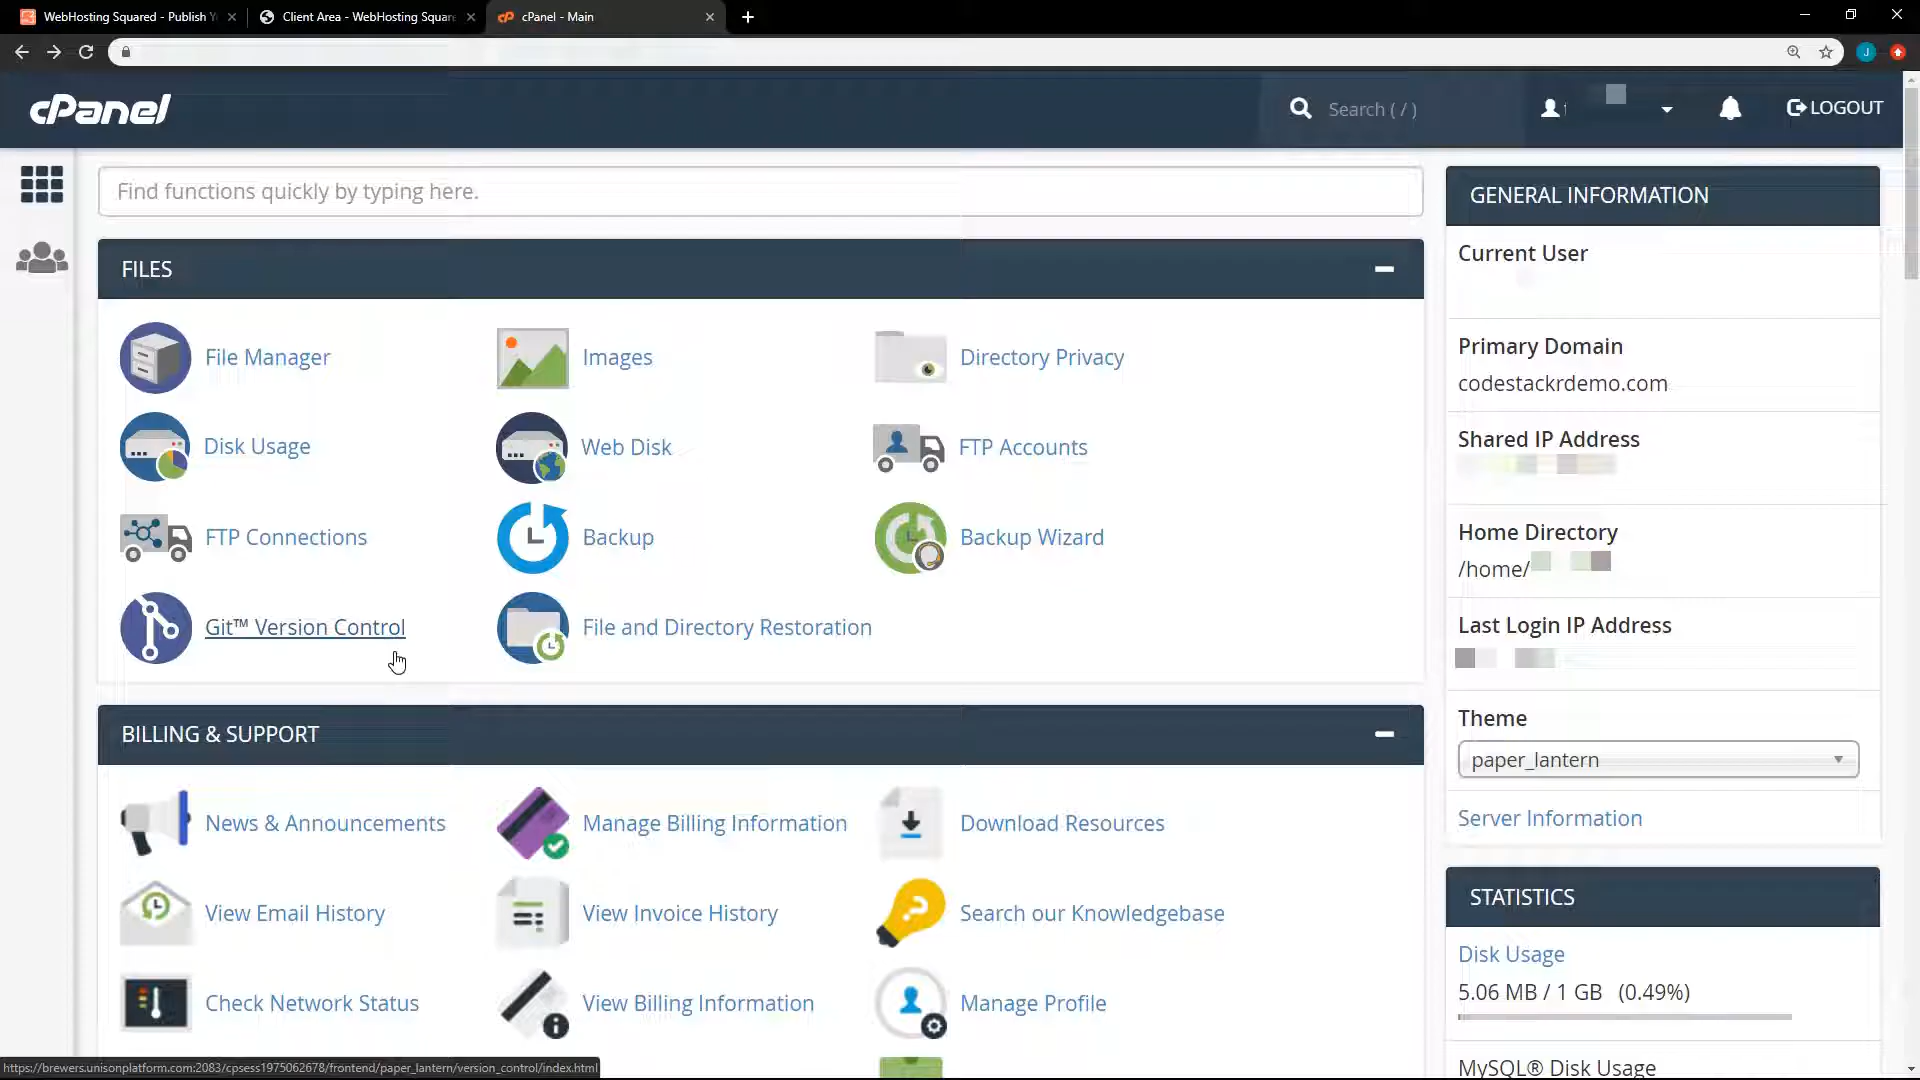 WebHosting Squared - Publish Y
Client Area - WebHosting Square
cPanel - Main
J
cPanel
Search ( / )
LOGOUT
Find functions quickly by typing here.
FILES
File Manager
Images
Directory Privacy
Disk Usage
Web Disk
FTP Accounts
FTP Connections
Backup
Backup Wizard
Git™ Version Control
File and Directory Restoration
BILLING & SUPPORT
News & Announcements
Manage Billing Information
Download Resources
View Email History
View Invoice History
Search our Knowledgebase
Check Network Status
View Billing Information
Manage Profile
GENERAL INFORMATION
Current User
Primary Domain
codestackrdemo.com
Shared IP Address
Home Directory
/home/
Last Login IP Address
Theme
paper_lantern
Server Information
STATISTICS
Disk Usage
5.06 MB / 1 GB (0.49%)
MySQL® Disk Usage
https://brewers.unisonplatform.com:2083/cpsess1975062678/frontend/paper_lantern/version_control/index.html